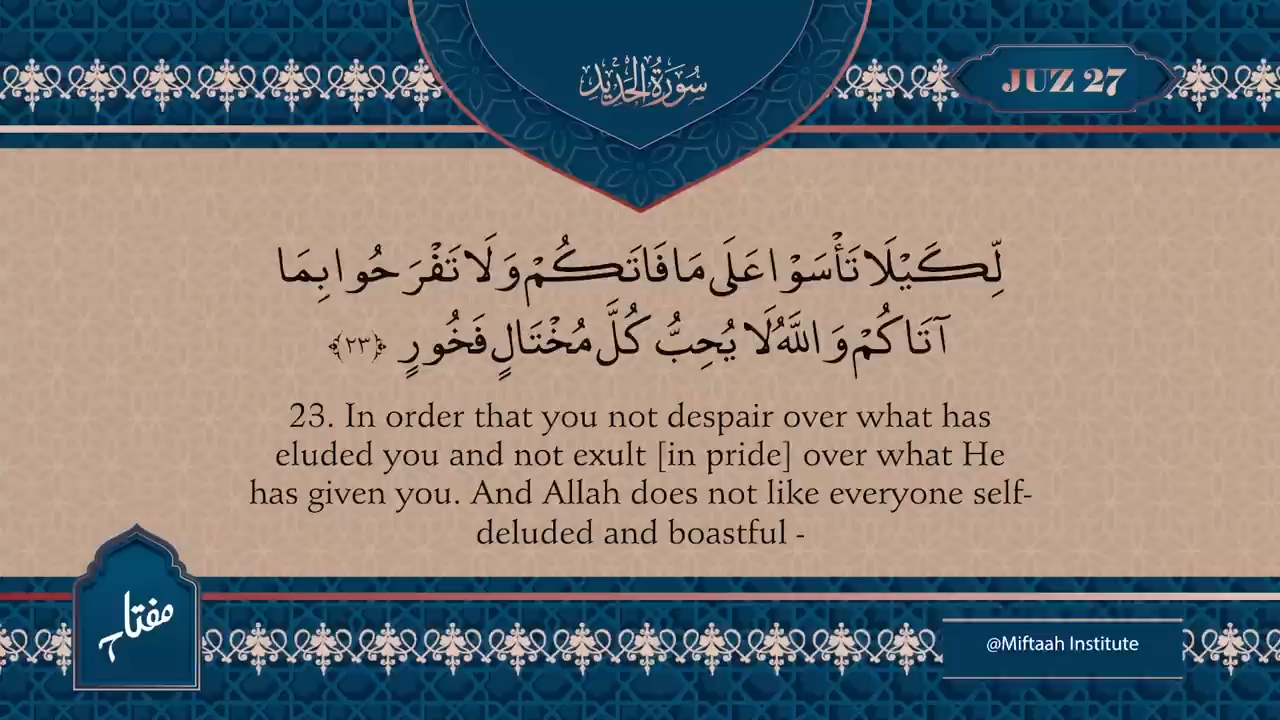 سُورَةُ الْحَدِيدِ
JUZ 27
لِّكَيْلَا تَأْسَوْا عَلَى مَا فَاتَكُمْ وَلَا تَفْرَحُوا بِمَا
آتَاكُمْ وَاللَّهُ لَا يُحِبُّ كُلَّ مُخْتَالٍ فَخُورٍ ﴿٢٣﴾
23. In order that you not despair over what has
eluded you and not exult [in pride] over what He
has given you. And Allah does not like everyone self-
deluded and boastful -
مفتاح
@Miftaah Institute